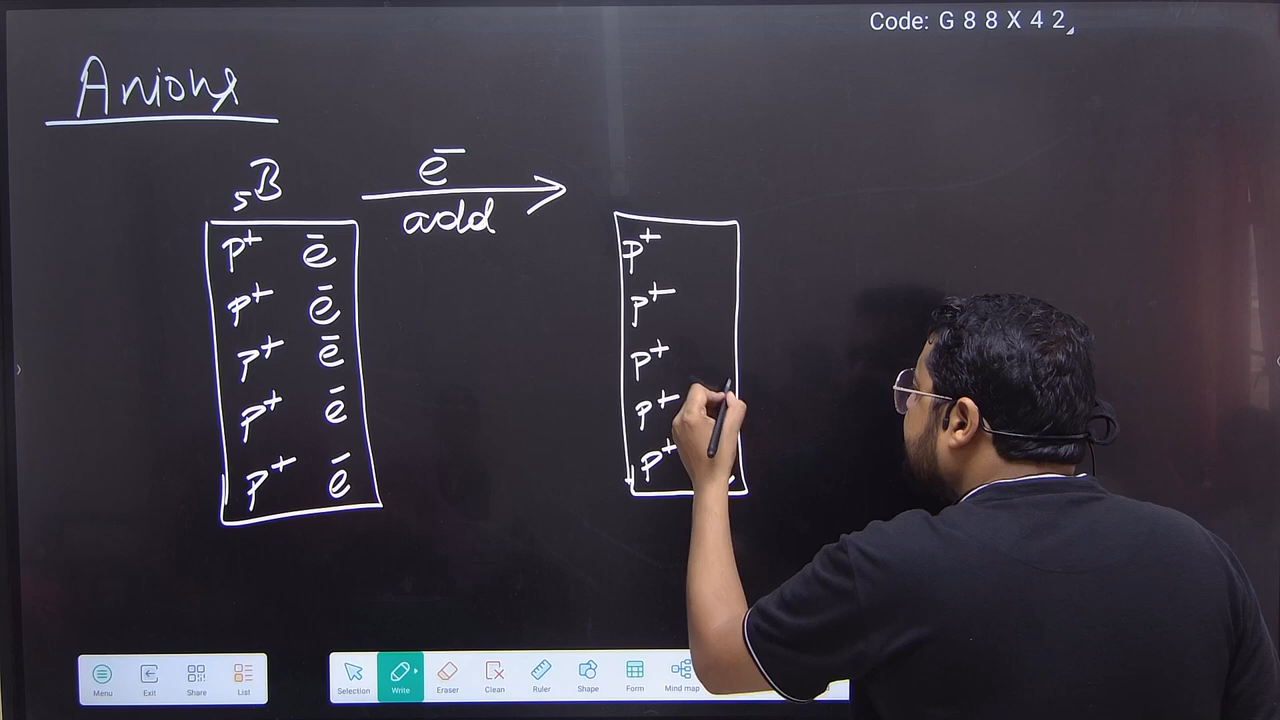 Code: G 8 8 X 4 2
Anions
5B
e⁻
add
p⁺ e⁻
p⁺ e⁻
p⁺ e⁻
p⁺ e⁻
p⁺ e⁻
p⁺
p⁺
p⁺
p⁺
p⁺
Menu Exit Share List
Selection Write Eraser Clean Ruler Shape Form Mind map